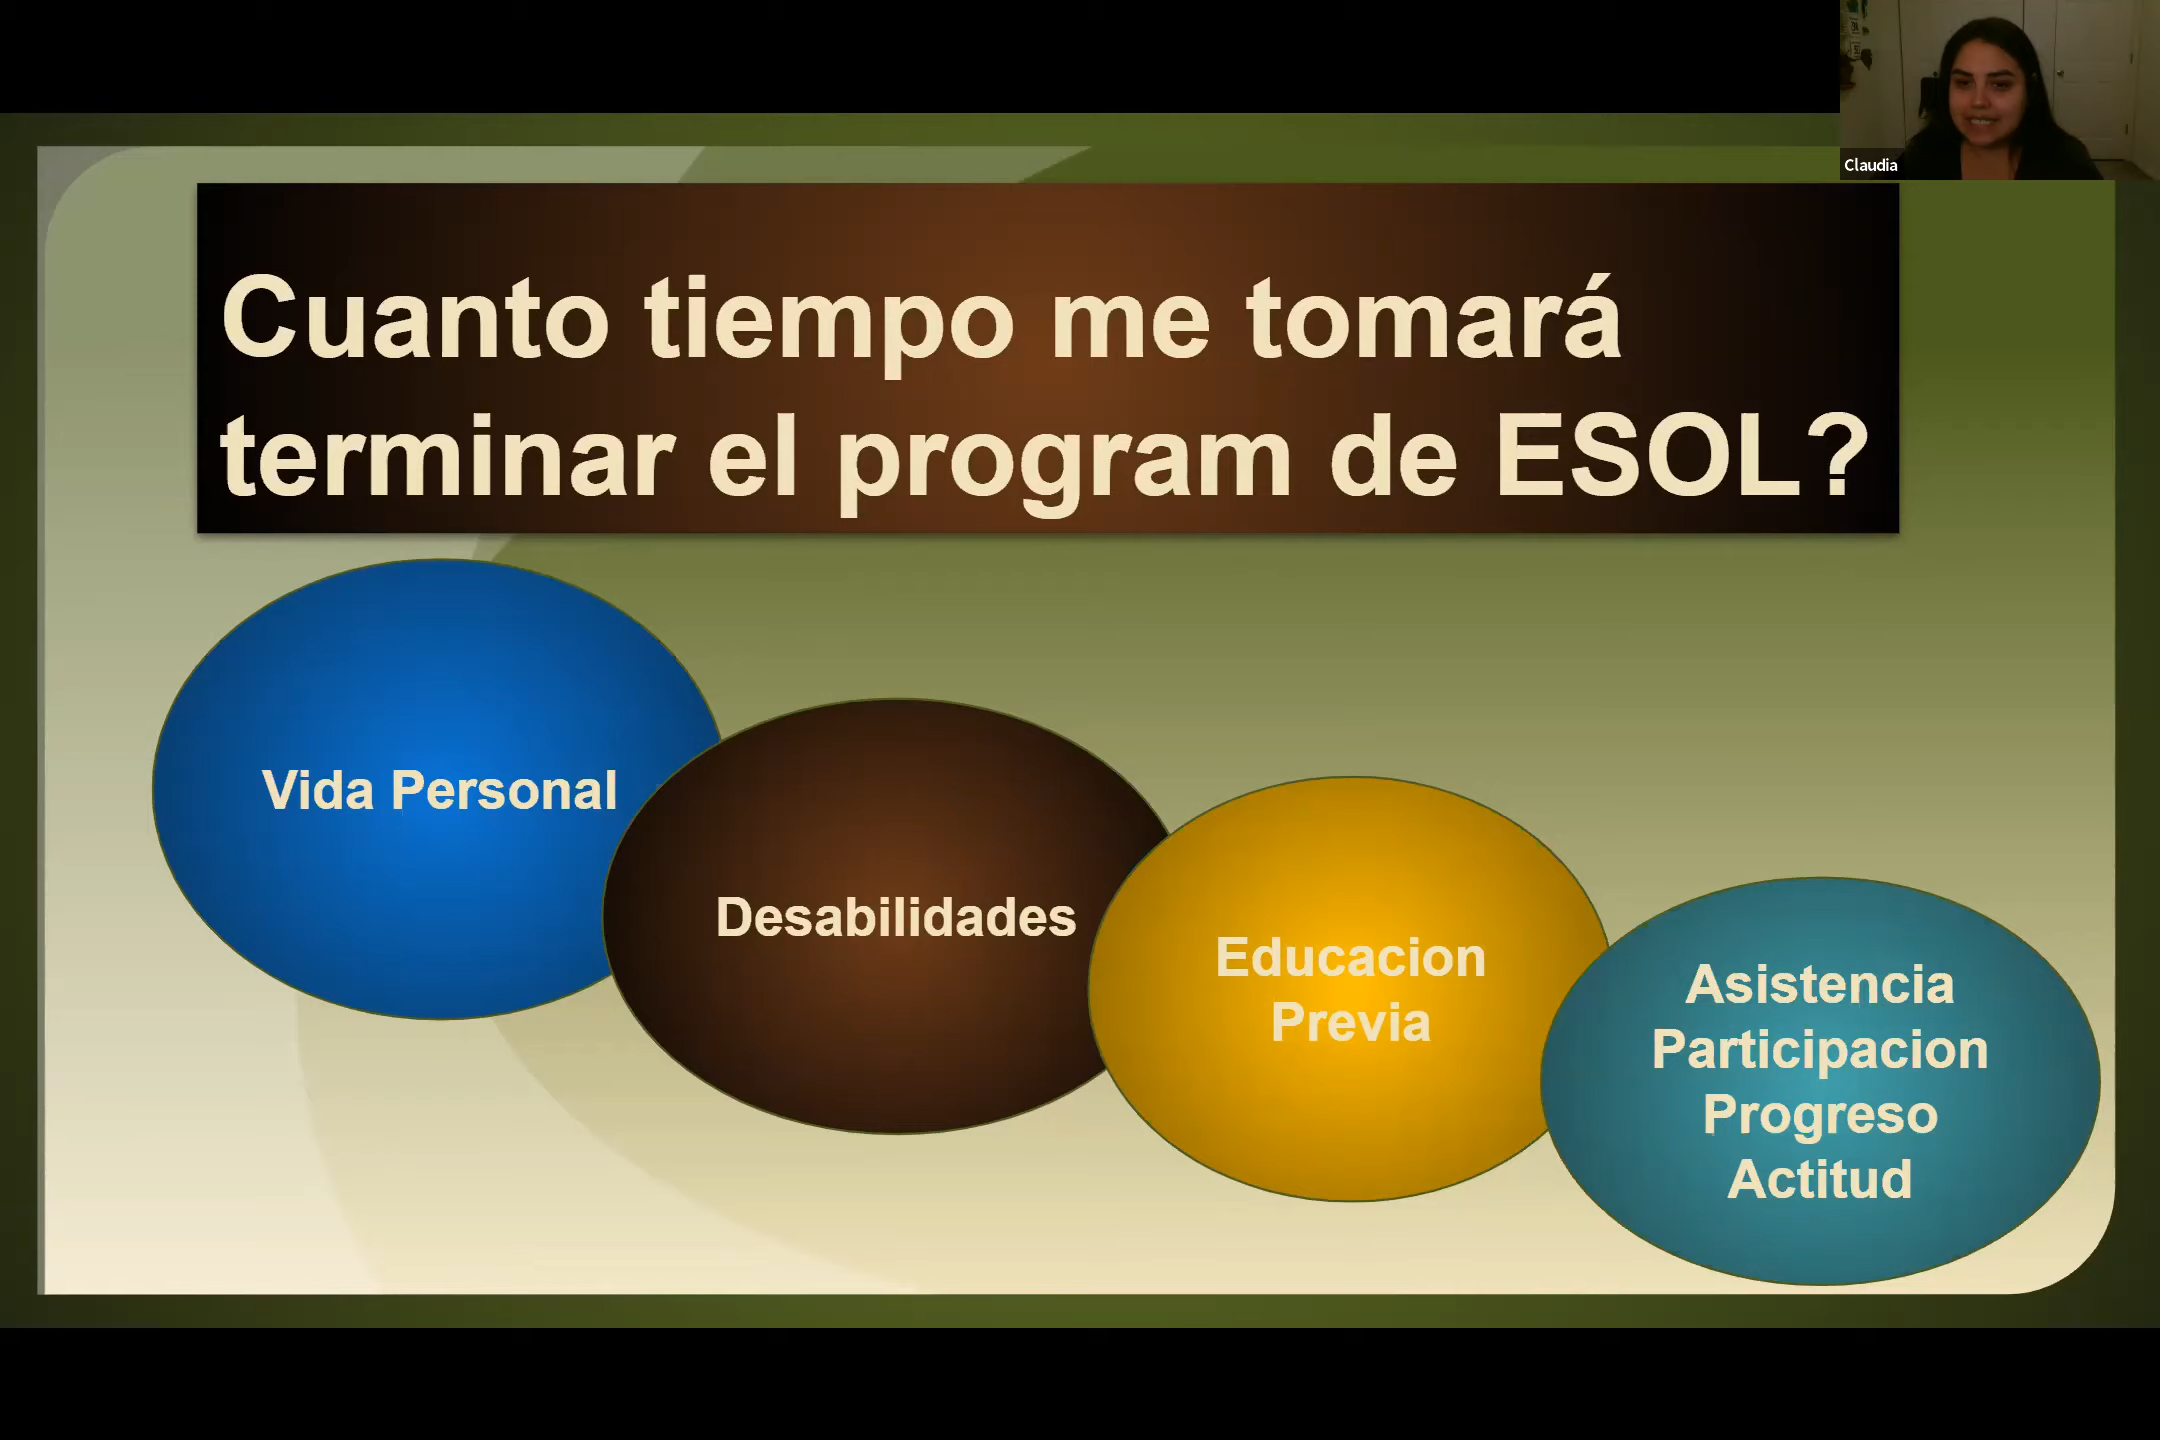 Claudia
Cuanto tiempo me tomará
terminar el program de ESOL?
Vida Personal
Desabilidades
Educacion
Previa
Asistencia
Participacion
Progreso
Actitud